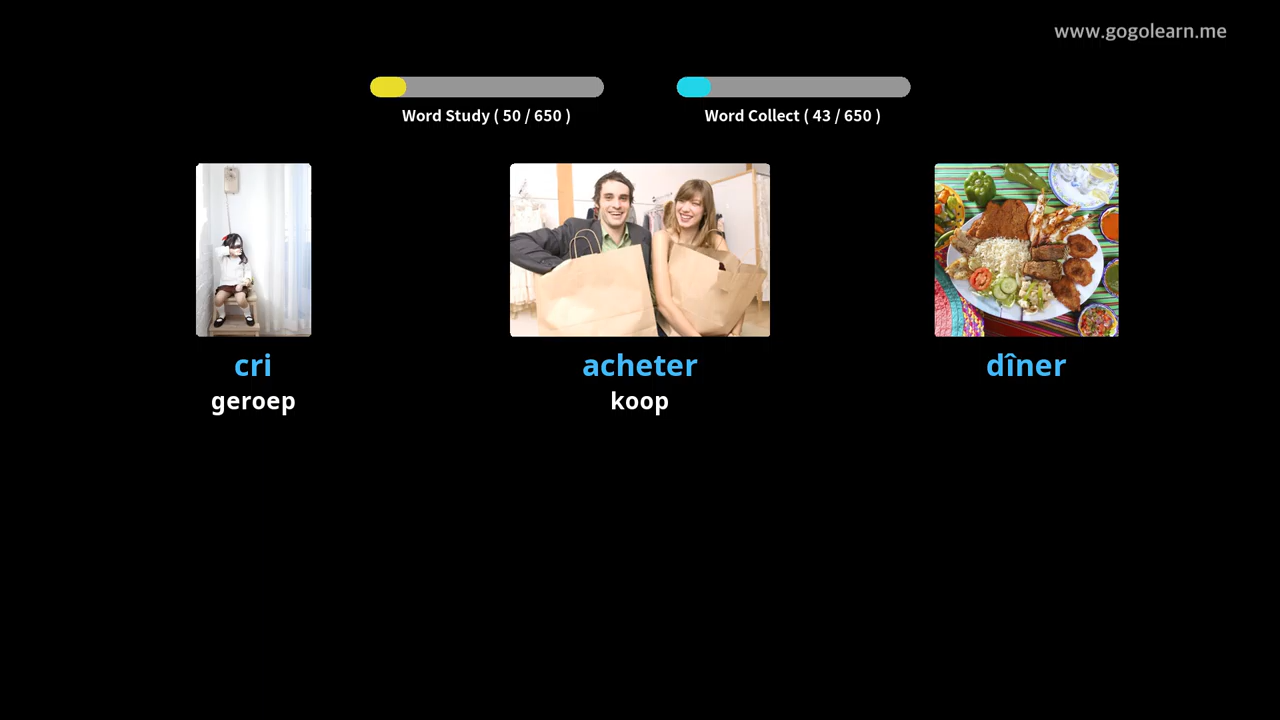 www.gogolearn.me
Word Study ( 50 / 650 )
Word Collect ( 43 / 650 )
cri
geroep
acheter
koop
dîner